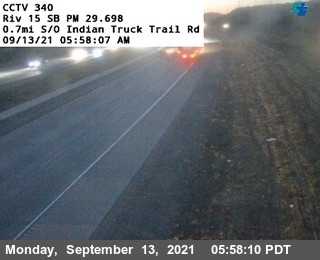 CCTV 340
Riv 15 SB PM 29.698
0.7mi S/O Indian Truck Trail Rd
09/13/21 05:58:07 AM
Monday, September 13, 2021 05:58:10 PDT